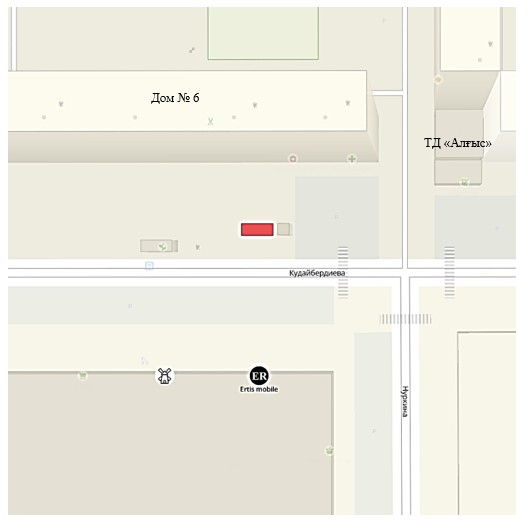 Дом № 6
ТД «Алғыс»
Кудайбердиева
ER
Ertis mobile
Нуркина